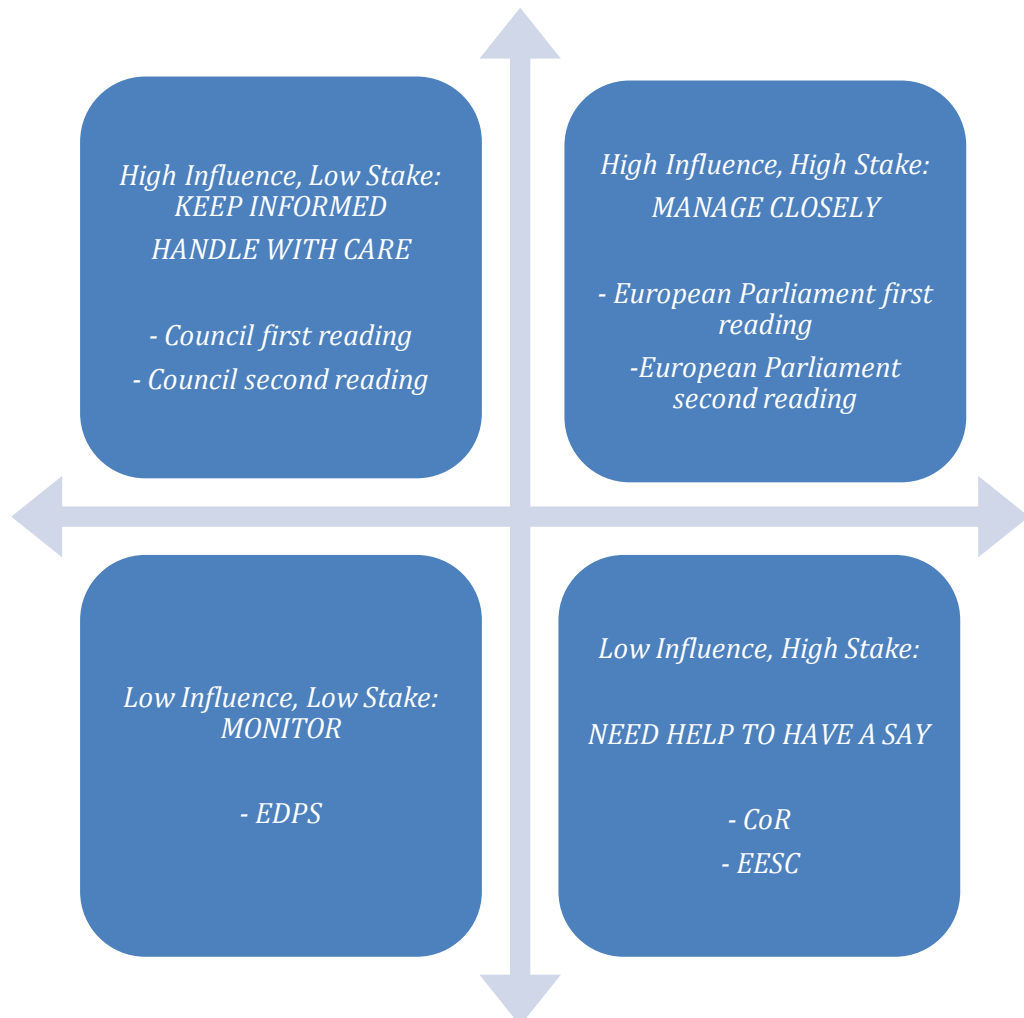 High Influence, Low Stake:
KEEP INFORMED
HANDLE WITH CARE
- Council first reading
- Council second reading
High Influence, High Stake:
MANAGE CLOSELY
- European Parliament first
reading
-European Parliament
second reading
Low Influence, Low Stake:
MONITOR
- EDPS
Low Influence, High Stake:
NEED HELP TO HAVE A SAY
- CoR
- EESC